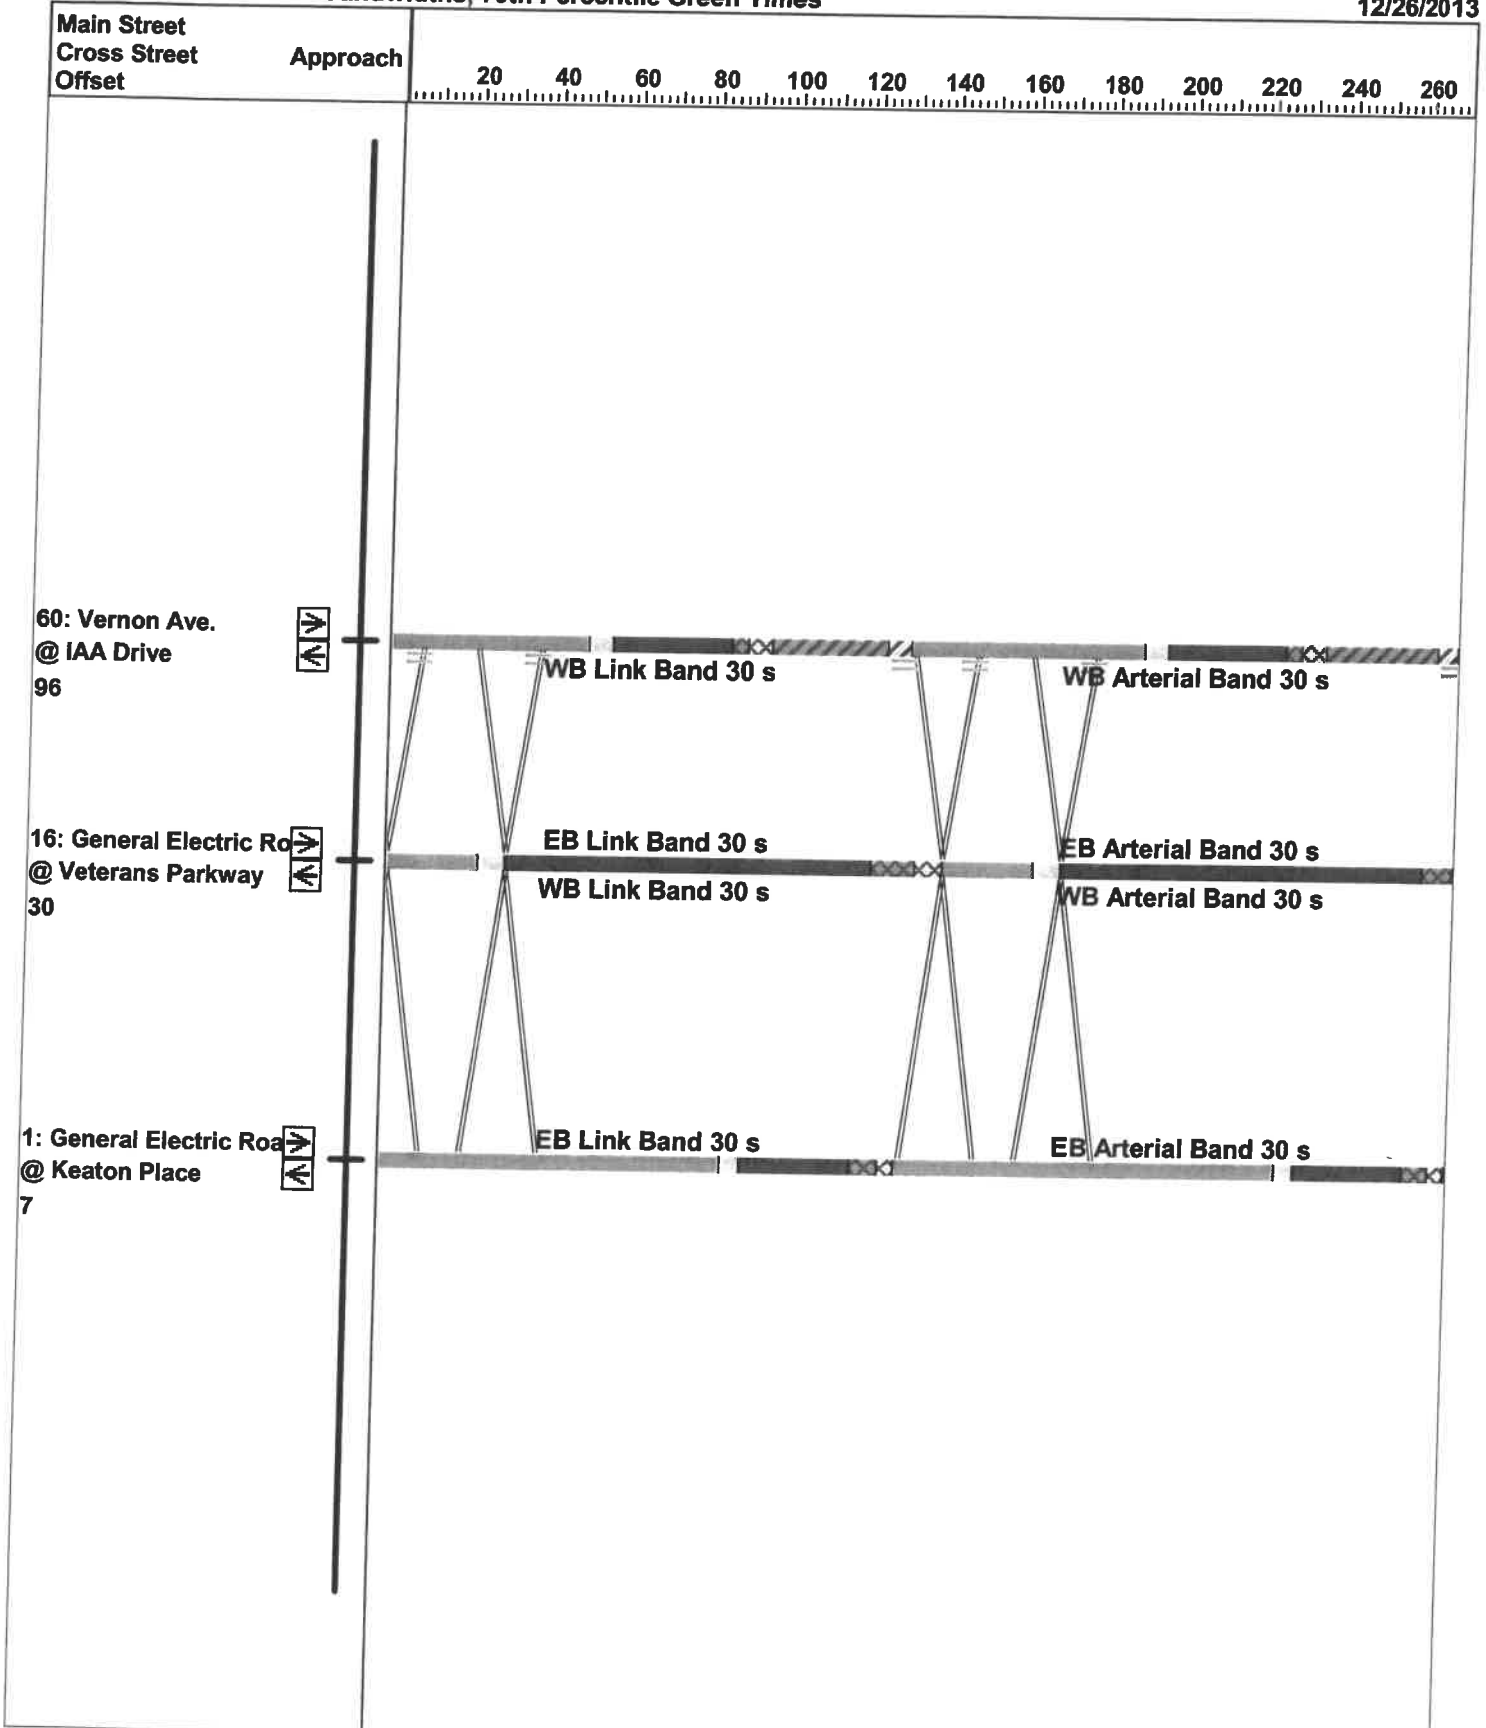 12/26/2013
Main Street
Cross Street Approach
Offset
20 40 60 80 100 120 140 160 180 200 220 240 260
60: Vernon Ave.
@ IAA Drive
96
WB Link Band 30 s WB Arterial Band 30 s
16: General Electric Ro
@ Veterans Parkway
30
EB Link Band 30 s EB Arterial Band 30 s
WB Link Band 30 s WB Arterial Band 30 s
1: General Electric Roa
@ Keaton Place
7
EB Link Band 30 s EB Arterial Band 30 s